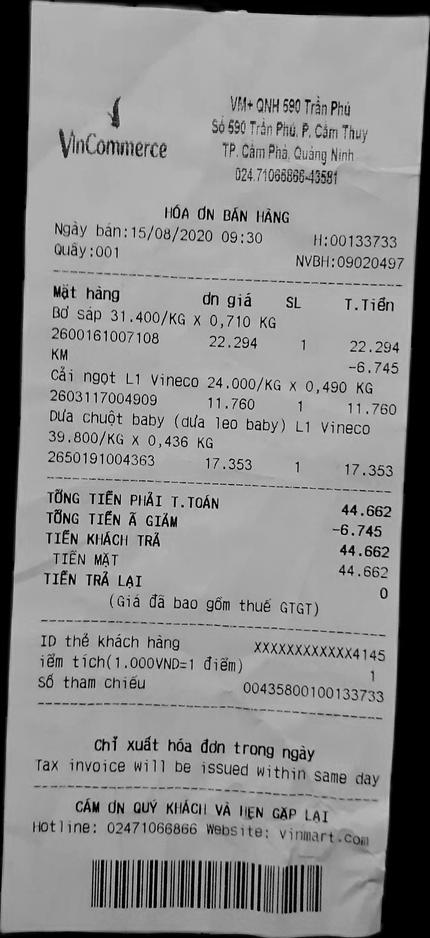 VinCommerce
VM+ QNH 590 Trần Phú
Số 590 Trần Phú, P. Cẩm Thuy
TP. Cẩm Phả, Quảng Ninh
024.71066866-43581
HÓA ƠN BÁN HÀNG
Ngày bán:15/08/2020 09:30 H:00133733
Quầy:001 NVBH:09020497
Mặt hàng ơn giá SL T.Tiền
Bơ sáp 31.400/KG X 0,710 KG
2600161007108 22.294 1 22.294
KM -6.745
Cải ngọt L1 Vineco 24.000/KG X 0,490 KG
2603117004909 11.760 1 11.760
Dưa chuột baby (dưa leo baby) L1 Vineco
39.800/KG X 0,436 KG
2650191004363 17.353 1 17.353
TỔNG TIỀN PHẢI T.TOÁN 44.662
TỔNG TIỀN Ã GIẢM -6.745
TIỀN KHÁCH TRẢ 44.662
TIỀN MẶT 44.662
TIỀN TRẢ LẠI 0
(Giá đã bao gồm thuế GTGT)
ID thẻ khách hàng XXXXXXXXXXXX4145
iểm tích(1.000VND=1 điểm) 1
Số tham chiếu 00435800100133733
Chỉ xuất hóa đơn trong ngày
Tax invoice will be issued within same day
CẢM ƠN QUÝ KHÁCH VÀ HẸN GẶP LẠI
Hotline: 02471066866 Website: vinmart.com